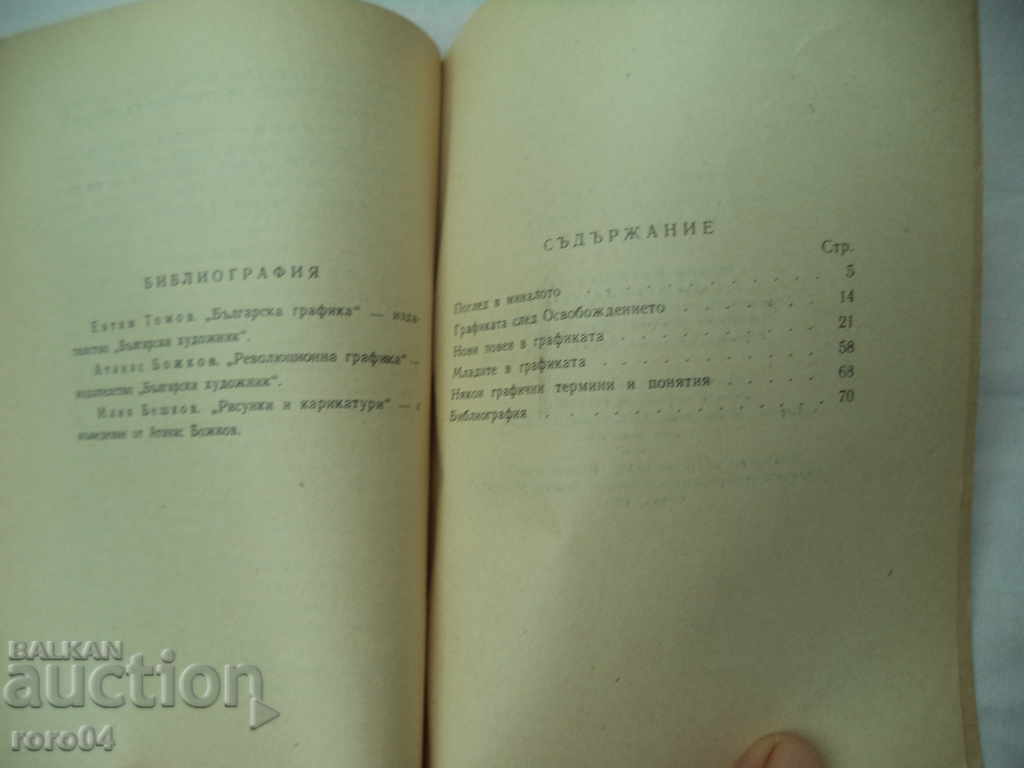 БИБЛИОГРАФИЯ
Евтим Томов. „Българска графика“ — изда-
телство „Български художник“.
Атанас Божков. „Революционна графика“ —
издателство „Български художник“.
Илия Бешков. „Рисунки и карикатури“ — с
въведение от Атанас Божков.
СЪДЪРЖАНИЕ
Стр.
Поглед в миналото 5
Графиката след Освобождението 14
Нови повеи в графиката 21
Младите в графиката 58
Някои графични термини и понятия 68
Библиография 70
BALKAN
auction
roro04